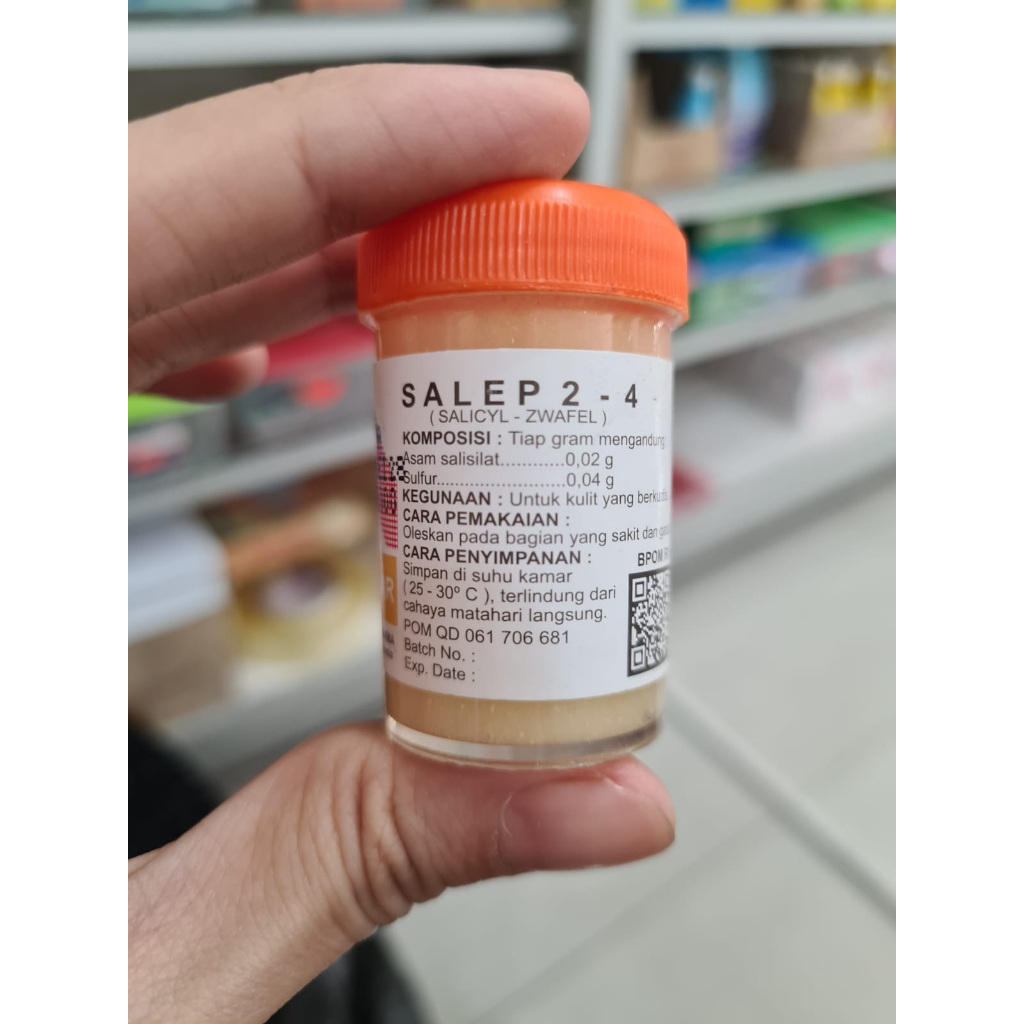 SALEP 2 - 4 -
( SALICYL - ZWAFEL )
KOMPOSISI : Tiap gram mengandung
Asam salisilat............0,02 g
Sulfur.......................0,04 g
KEGUNAAN : Untuk kulit yang
CARA PEMAKAIAN :
Oleskan pada bagian yang sakit dan
CARA PENYIMPANAN :
BPOM
Simpan di suhu kamar
( 25 - 30º C ), terlindung dari
cahaya matahari langsung.
POM QD 061 706 681
Batch No. :
Exp. Date :